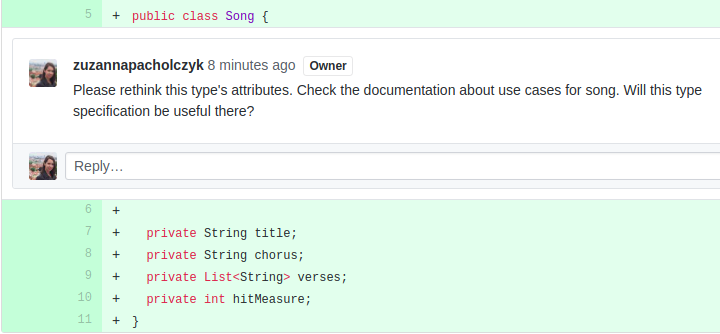 5 + public class Song {
zuzannapacholczyk 8 minutes ago Owner
Please rethink this type's attributes. Check the documentation about use cases for song. Will this type
specification be useful there?
Reply…
6 +
7 + private String title;
8 + private String chorus;
9 + private List<String> verses;
10 + private int hitMeasure;
11 + }